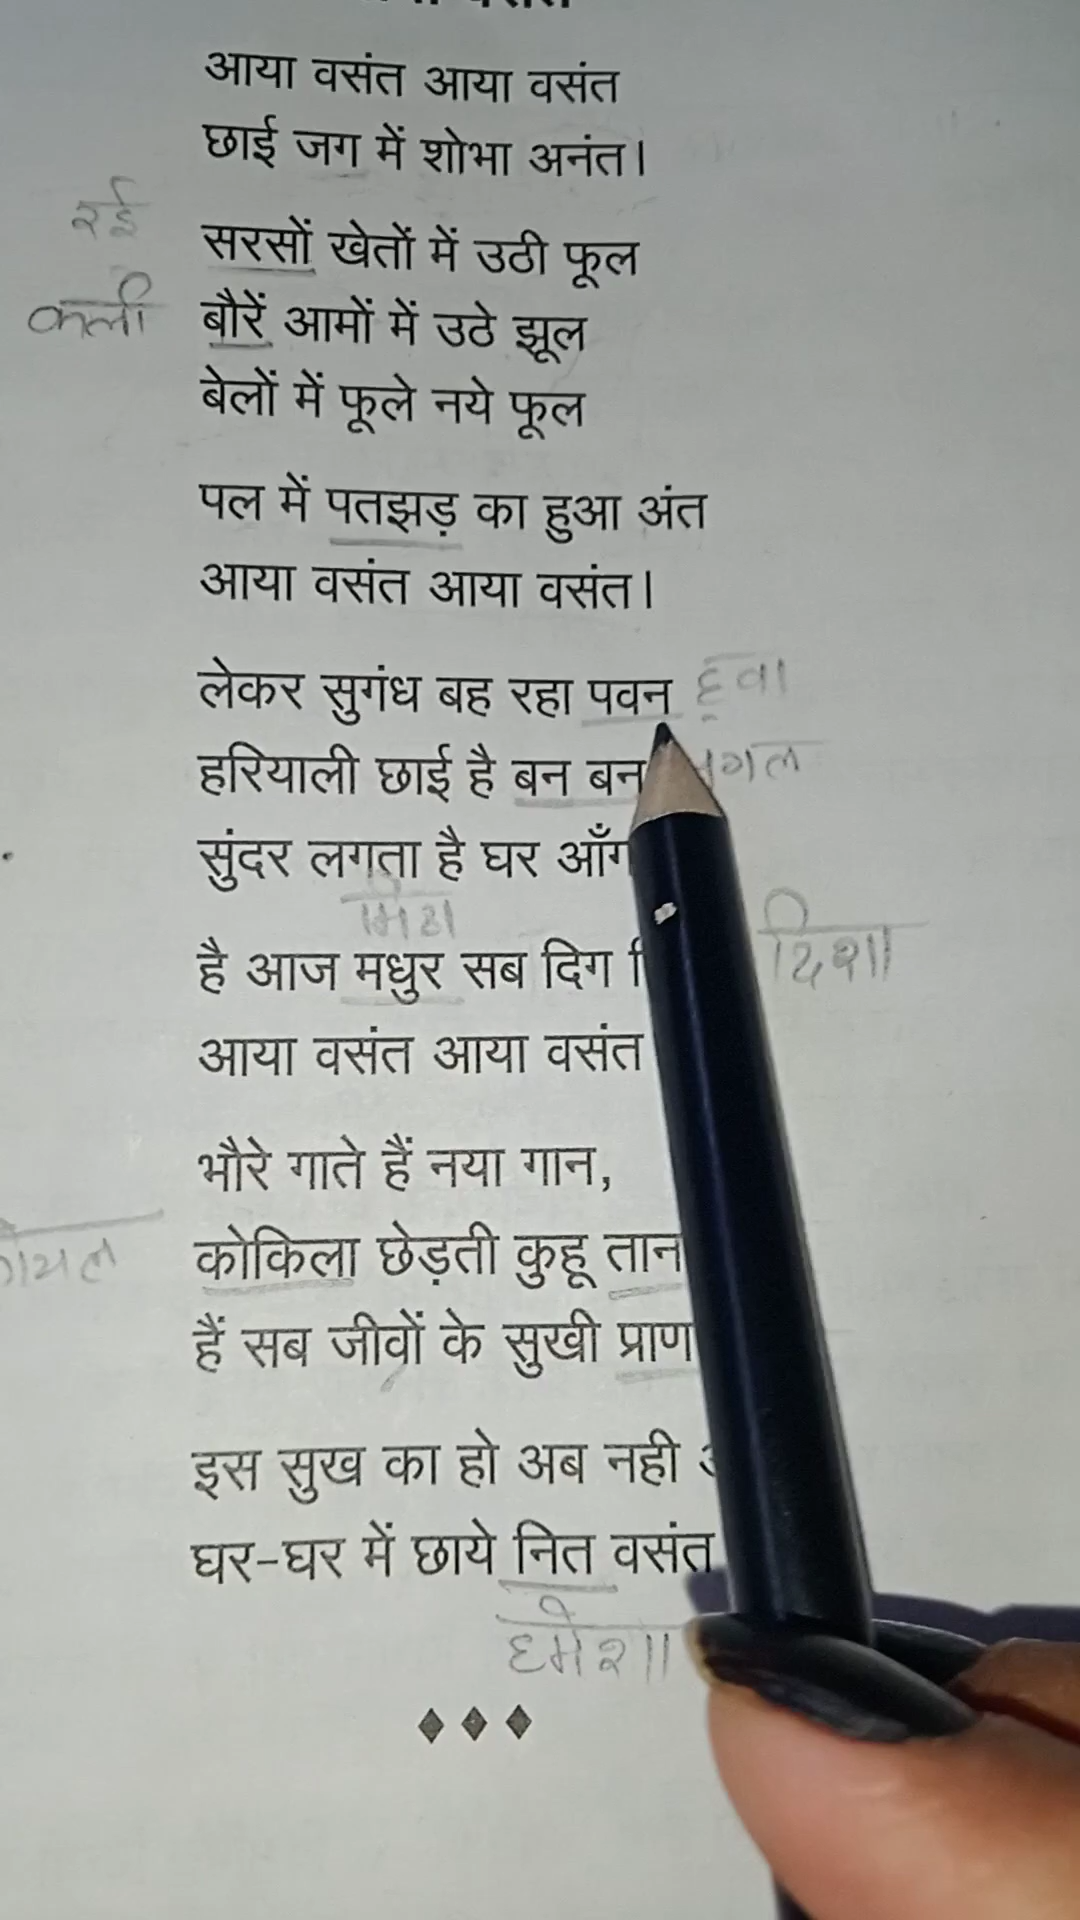 आया वसंत आया वसंत
छाई जग में शोभा अनंत।
रई
सरसों खेतों में उठी फूल
कली
बौरें आमों में उठे झूल
बेलों में फूले नये फूल
पल में पतझड़ का हुआ अंत
आया वसंत आया वसंत।
लेकर सुगंध बह रहा पवन हवा
हरियाली छाई है बन बन
सुंदर लगता है घर
है आज मधुर सब दिग दिशा
आया वसंत आया वसंत
भौरे गाते हैं नया गान,
कोकिला छेड़ती कुहू तान
हैं सब जीवों के सुखी प्राण
इस सुख का हो अब नही
घर-घर में छाये नित वसंत
हमेशा